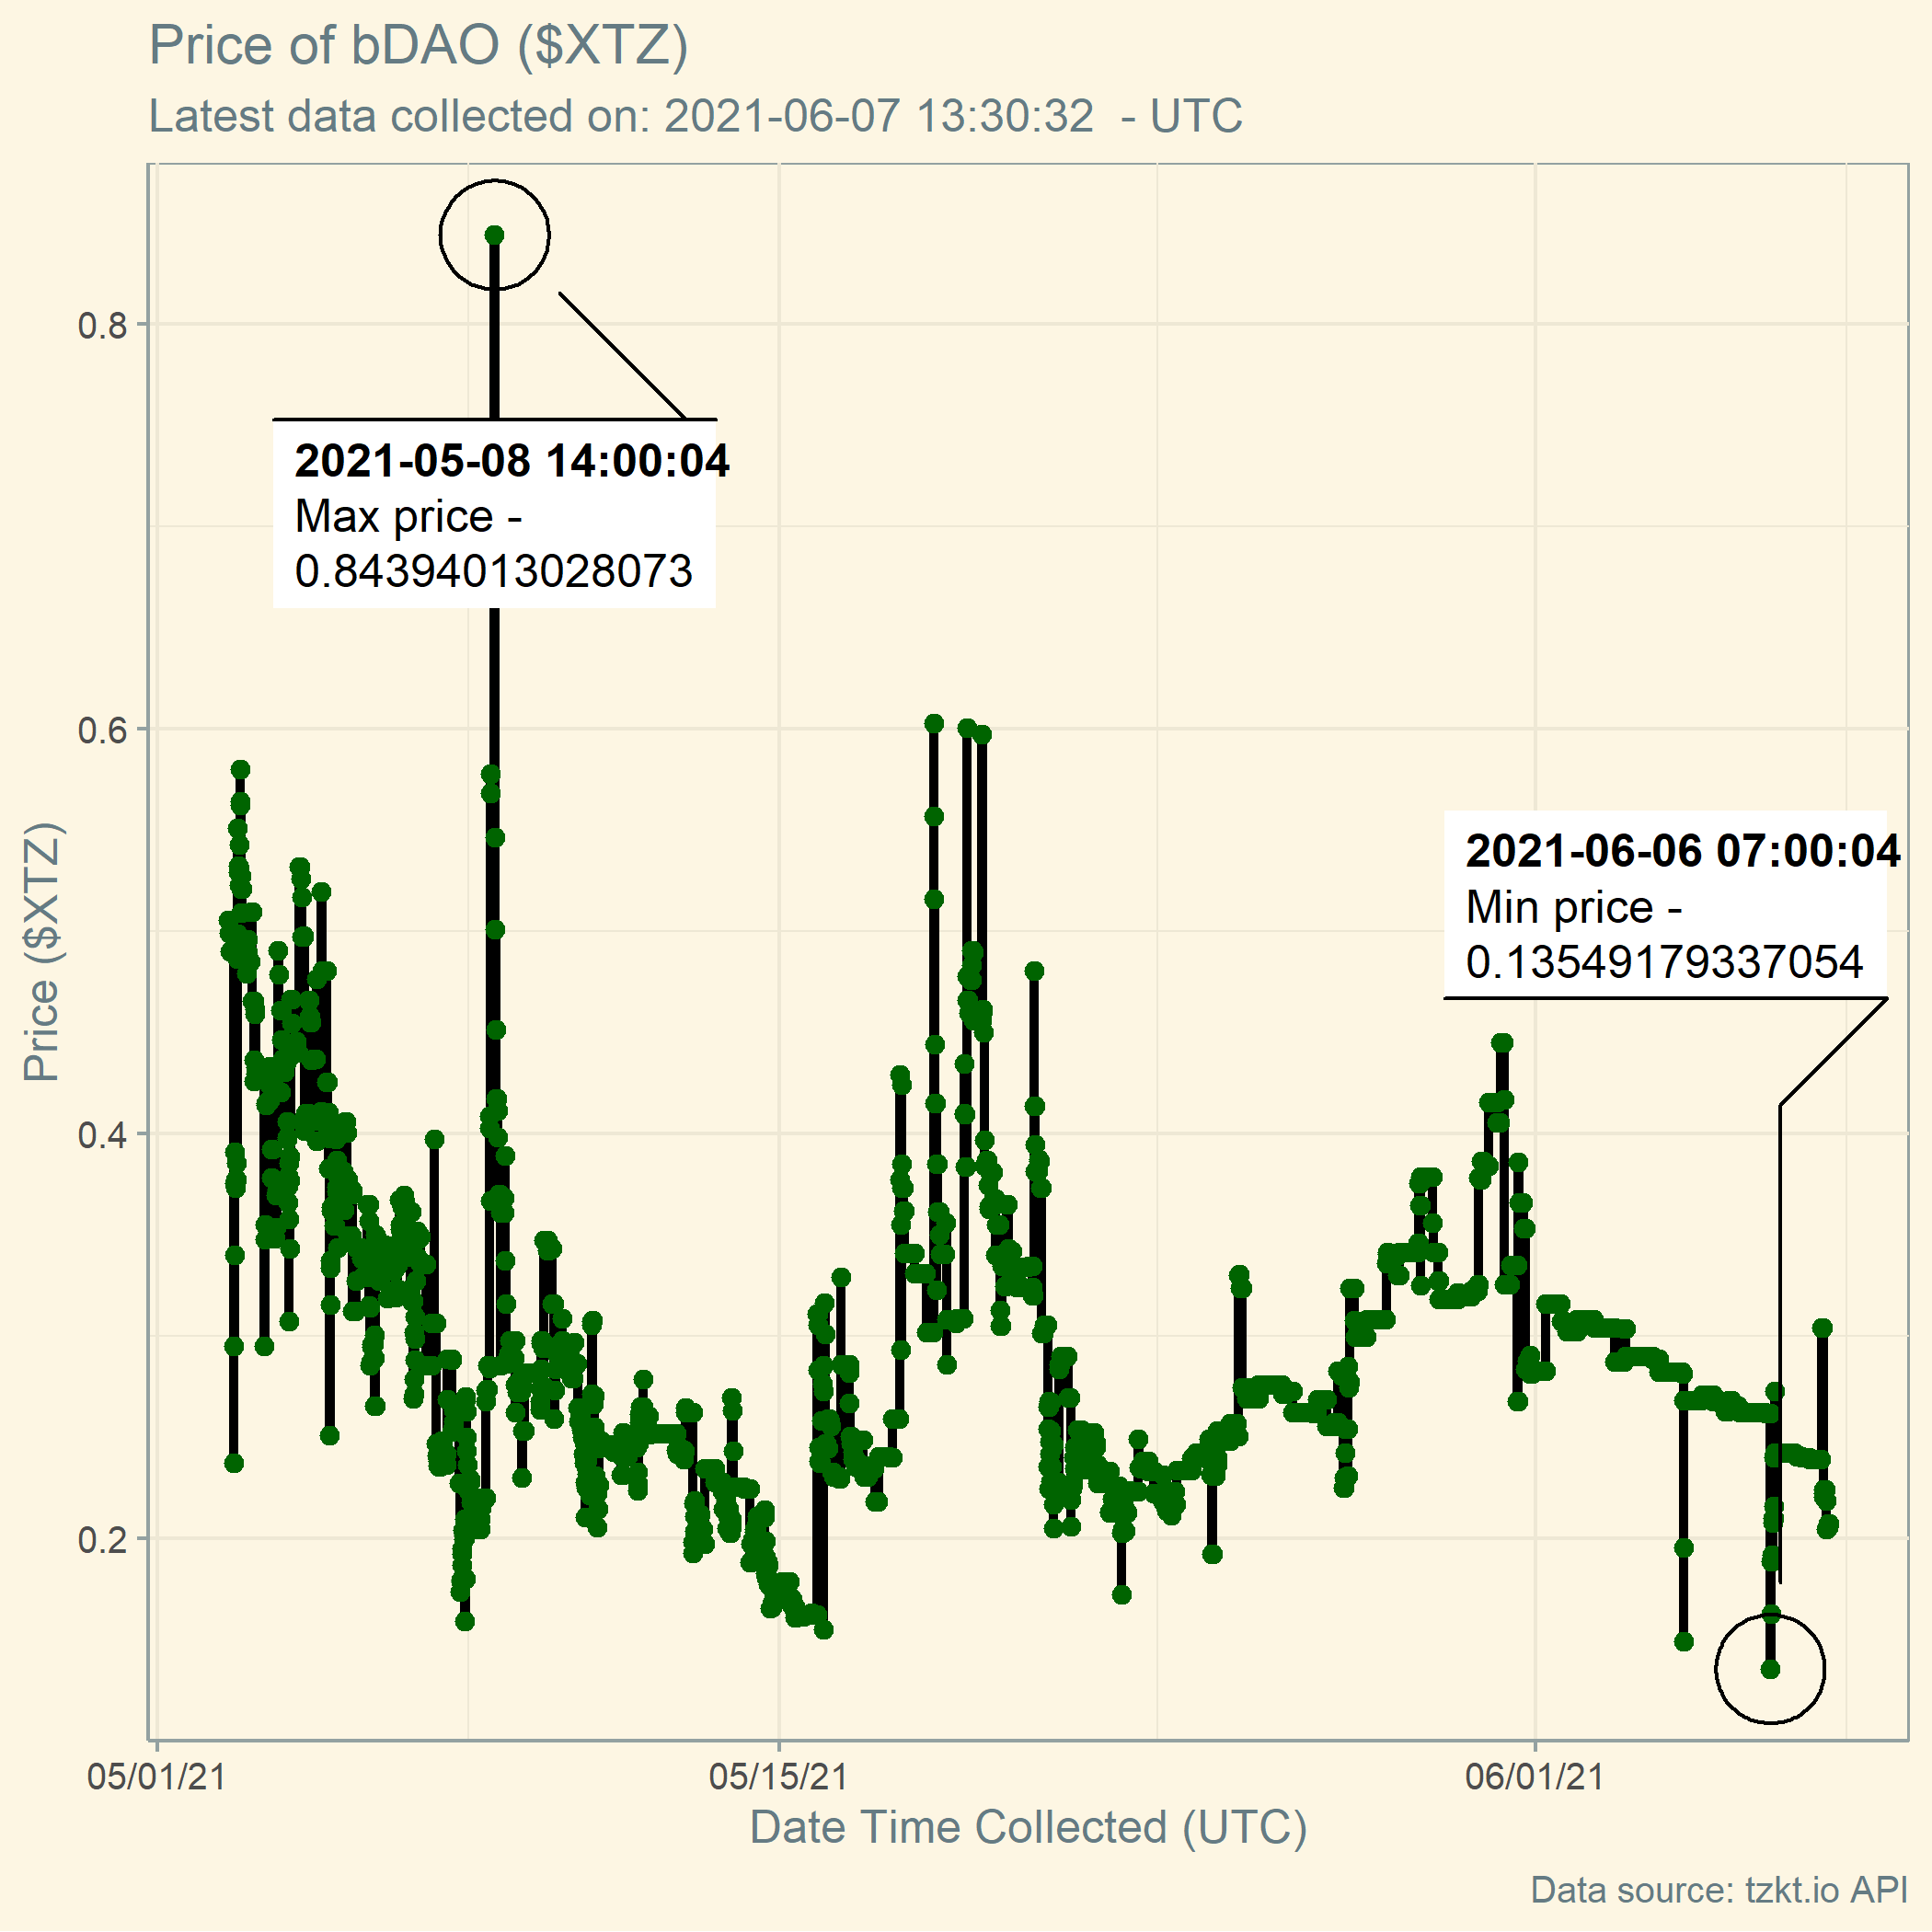 Price of bDAO ($XTZ)
Latest data collected on: 2021-06-07 13:30:32  - UTC
2021-05-08 14:00:04
Max price -
0.84394013028073
2021-06-06 07:00:04
Min price -
0.13549179337054
Price ($XTZ)
0.8
0.6
0.4
0.2
05/01/21
05/15/21
06/01/21
Date Time Collected (UTC)
Data source: tzkt.io API